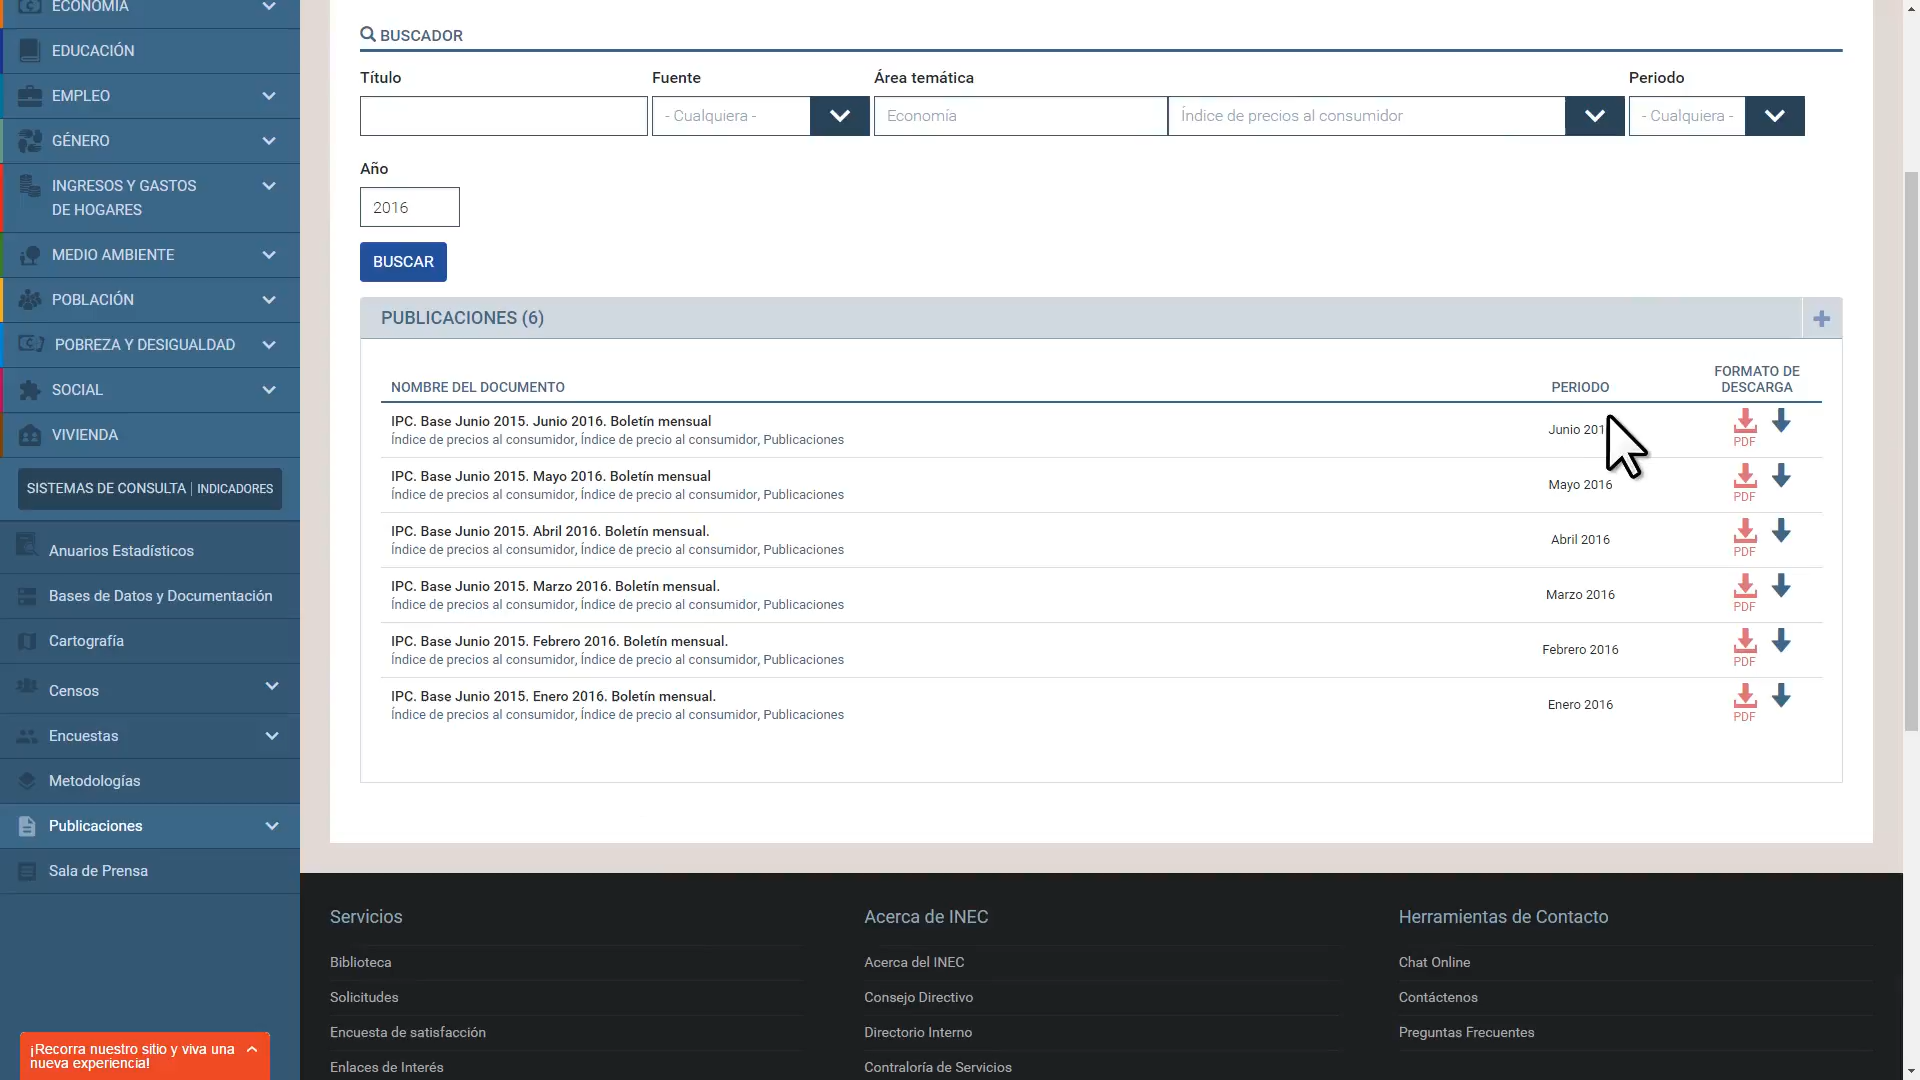 ECONOMÍA
EDUCACIÓN
EMPLEO
GÉNERO
INGRESOS Y GASTOS
DE HOGARES
MEDIO AMBIENTE
POBLACIÓN
POBREZA Y DESIGUALDAD
SOCIAL
VIVIENDA
SISTEMAS DE CONSULTA | INDICADORES
Anuarios Estadísticos
Bases de Datos y Documentación
Cartografía
Censos
Encuestas
Metodologías
Publicaciones
Sala de Prensa
¡Recorra nuestro sitio y viva una
nueva experiencia!
BUSCADOR
Título Fuente Área temática Periodo
- Cualquiera - Economía Índice de precios al consumidor - Cualquiera -
Año
2016
BUSCAR
PUBLICACIONES (6)
NOMBRE DEL DOCUMENTO PERIODO FORMATO DE
DESCARGA
IPC. Base Junio 2015. Junio 2016. Boletín mensual
Índice de precios al consumidor, Índice de precio al consumidor, Publicaciones
Junio 201 PDF
IPC. Base Junio 2015. Mayo 2016. Boletín mensual
Índice de precios al consumidor, Índice de precio al consumidor, Publicaciones
Mayo 2016 PDF
IPC. Base Junio 2015. Abril 2016. Boletín mensual.
Índice de precios al consumidor, Índice de precio al consumidor, Publicaciones
Abril 2016 PDF
IPC. Base Junio 2015. Marzo 2016. Boletín mensual.
Índice de precios al consumidor, Índice de precio al consumidor, Publicaciones
Marzo 2016 PDF
IPC. Base Junio 2015. Febrero 2016. Boletín mensual.
Índice de precios al consumidor, Índice de precio al consumidor, Publicaciones
Febrero 2016 PDF
IPC. Base Junio 2015. Enero 2016. Boletín mensual.
Índice de precios al consumidor, Índice de precio al consumidor, Publicaciones
Enero 2016 PDF
Servicios
Biblioteca
Solicitudes
Encuesta de satisfacción
Enlaces de Interés
Acerca de INEC
Acerca del INEC
Consejo Directivo
Directorio Interno
Contraloría de Servicios
Herramientas de Contacto
Chat Online
Contáctenos
Preguntas Frecuentes